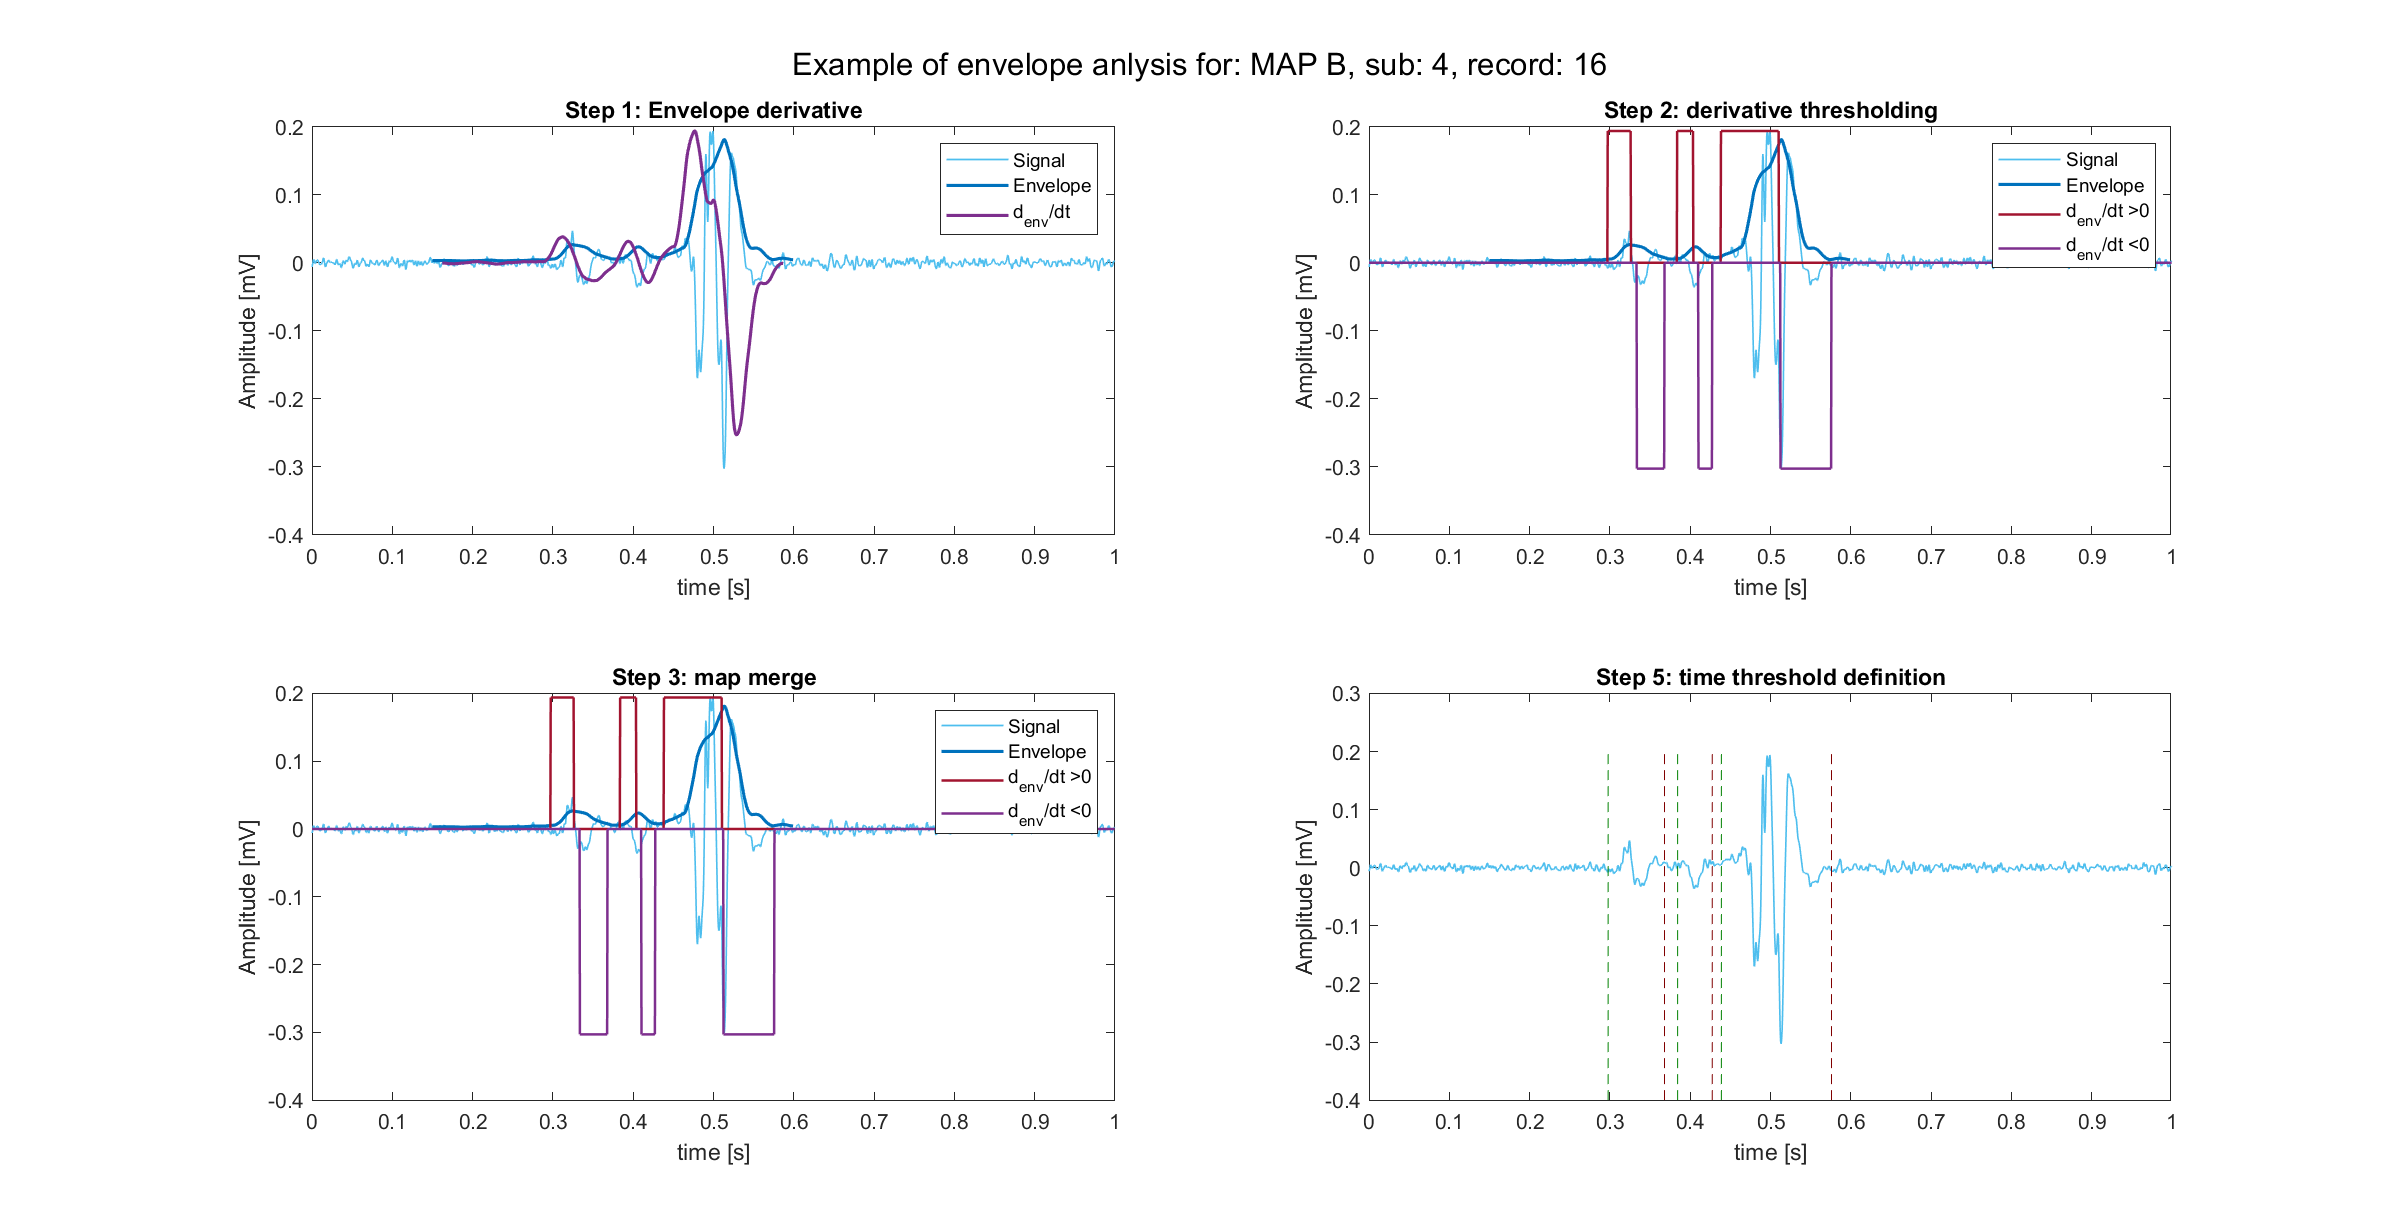 Example of envelope anlysis for: MAP B, sub: 4, record: 16
Step 1: Envelope derivative
0.2
0.1
0
-0.1
-0.2
-0.3
-0.4
Amplitude [mV]
0 0.1 0.2 0.3 0.4 0.5 0.6 0.7 0.8 0.9 1
time [s]
Signal
Envelope
d_env/dt
Step 2: derivative thresholding
0.2
0.1
0
-0.1
-0.2
-0.3
-0.4
Amplitude [mV]
0 0.1 0.2 0.3 0.4 0.5 0.6 0.7 0.8 0.9 1
time [s]
Signal
Envelope
d_env/dt >0
d_env/dt <0
Step 3: map merge
0.2
0.1
0
-0.1
-0.2
-0.3
-0.4
Amplitude [mV]
0 0.1 0.2 0.3 0.4 0.5 0.6 0.7 0.8 0.9 1
time [s]
Signal
Envelope
d_env/dt >0
d_env/dt <0
Step 5: time threshold definition
0.3
0.2
0.1
0
-0.1
-0.2
-0.3
-0.4
Amplitude [mV]
0 0.1 0.2 0.3 0.4 0.5 0.6 0.7 0.8 0.9 1
time [s]